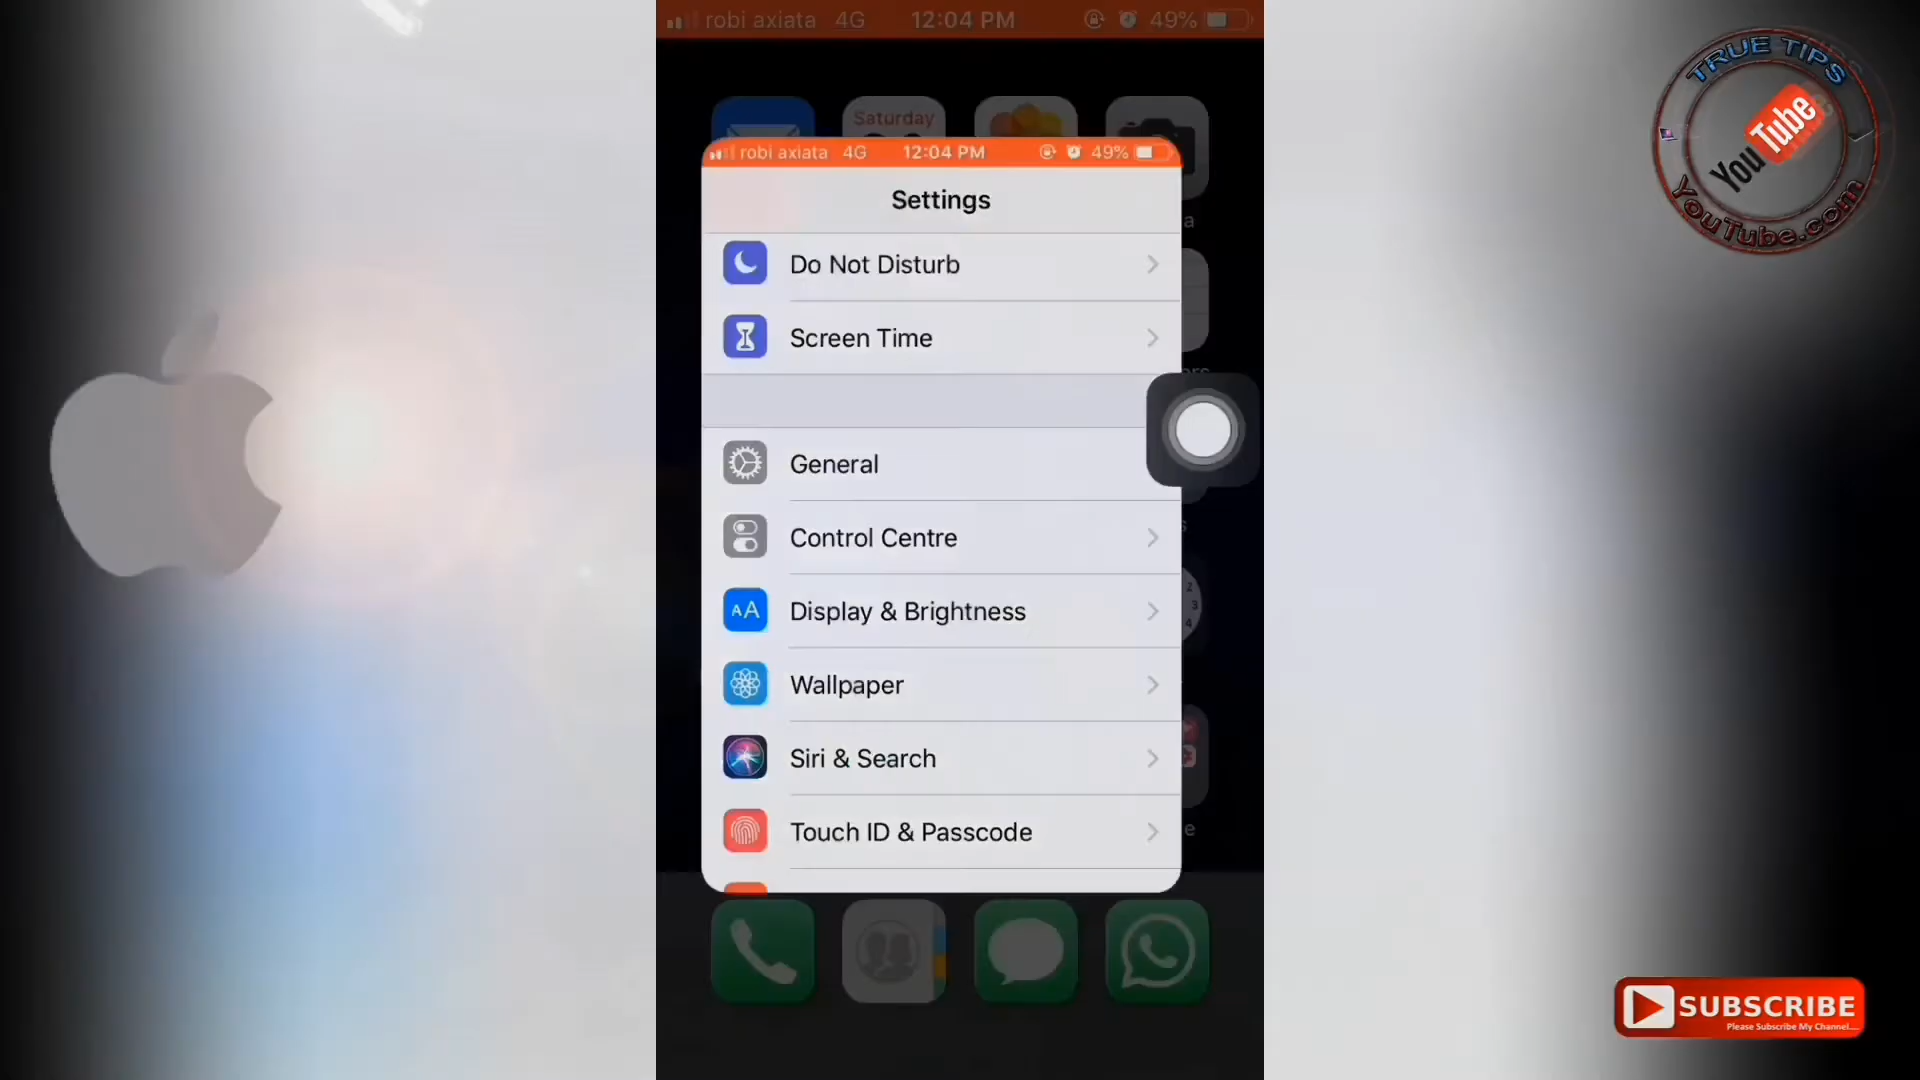 robi axiata 4G 12:04 PM 49%
Saturday
robi axiata 4G 12:04 PM 49%
Settings
Do Not Disturb
Screen Time
General
Control Centre
AA Display & Brightness
Wallpaper
Siri & Search
Touch ID & Passcode
TRUE TIPS
YouTube
YouTube.com
SUBSCRIBE
Please Subscribe My Channel....